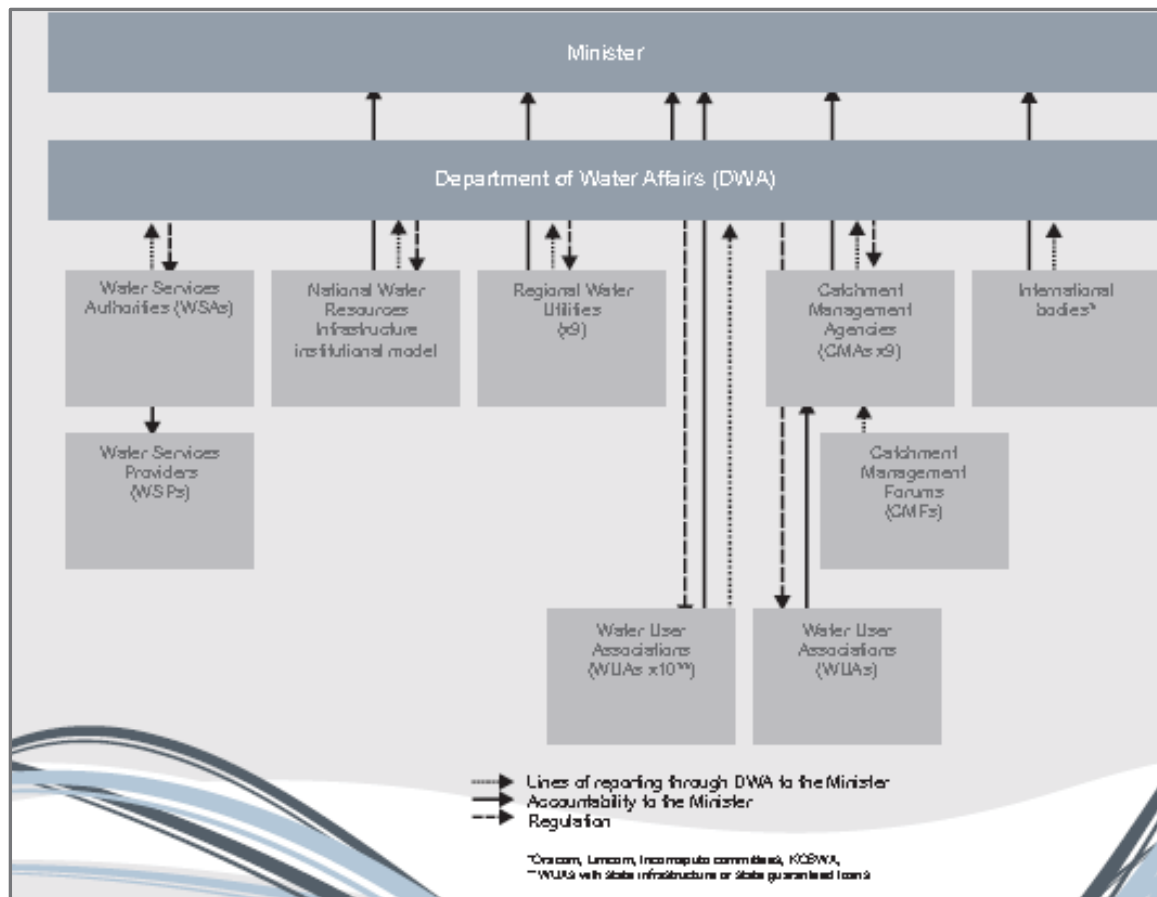 Minister
Department of Water Affairs (DWA)
Water Services
Authorities (WSAs)
National Water
Resources
Infrastructure
institutional model
Regional Water
Utilities
(x9)
Catchment
Management
Agencies
(CMAs x9)
International
bodies*
Water Services
Providers
(WSPs)
Catchment
Management
Forums
(CMFs)
Water User
Associations
(WUAs x10**)
Water User
Associations
(WUAs)
Lines of reporting through DWA to the Minister
Accountability to the Minister
Regulation
*Oracom, Limcom, Incomaputo committees, KOBWA,
**WUAs with state infrastructure or state guaranteed loans